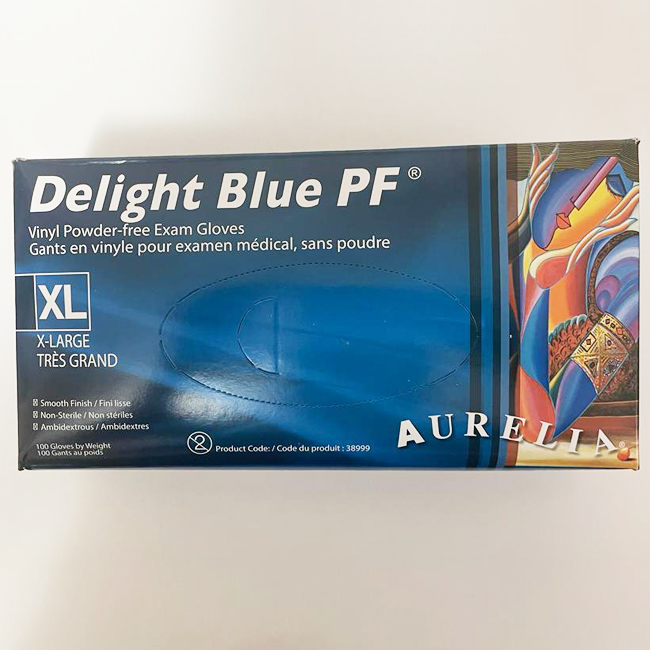 Delight Blue PF®
Vinyl Powder-free Exam Gloves
Gants en vinyle pour examen médical, sans poudre
XL
X-LARGE
TRÈS GRAND
Smooth Finish / Fini lisse
Non-Sterile / Non stériles
Ambidextrous / Ambidextres
100 Gloves by Weight
100 Gants au poids
2
Product Code: / Code du produit : 38999
AURELIA®